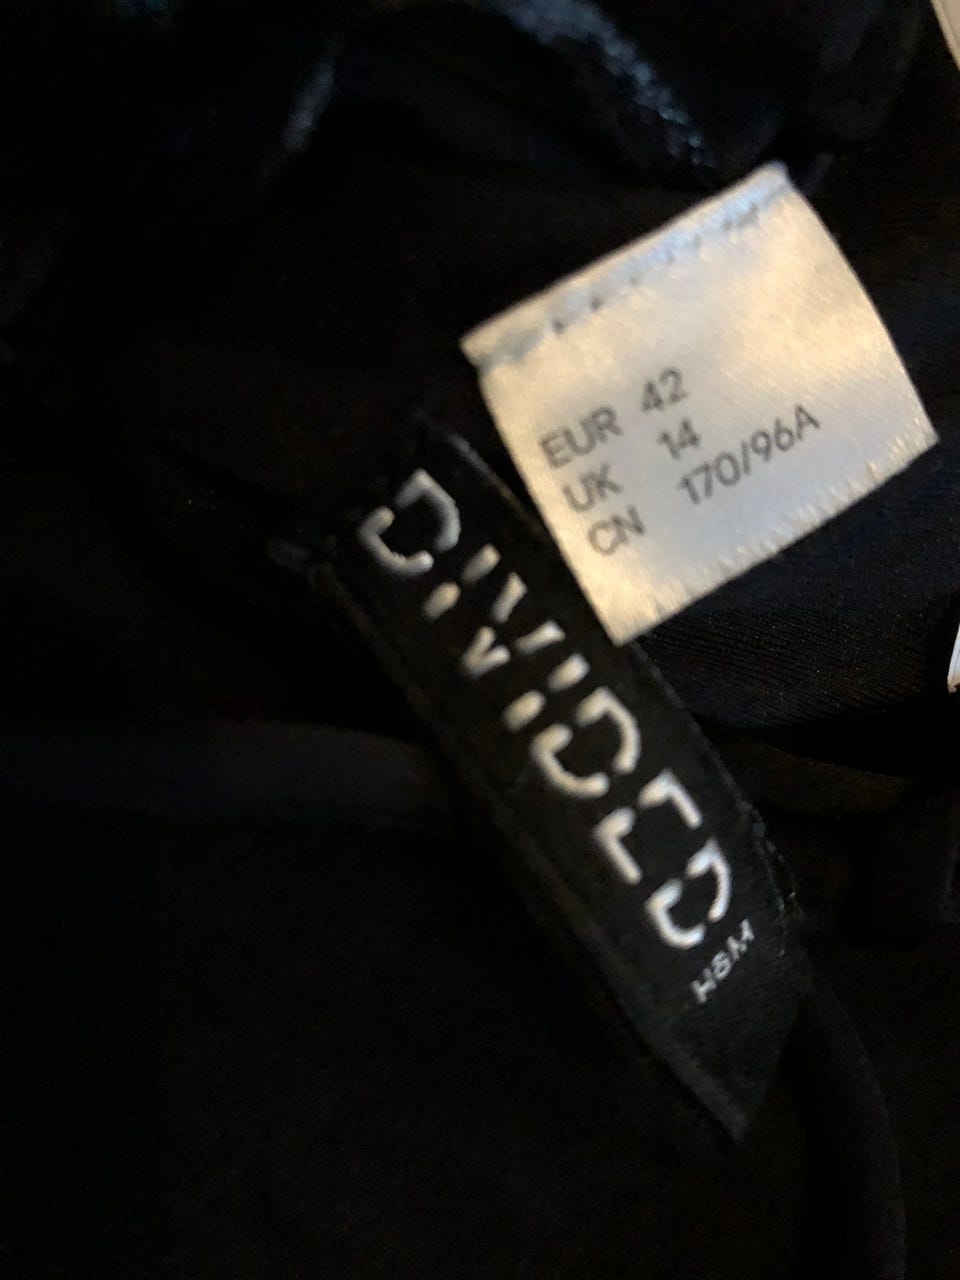 EUR 42
UK 14
CN 170/96A
DIVIDED
H&M